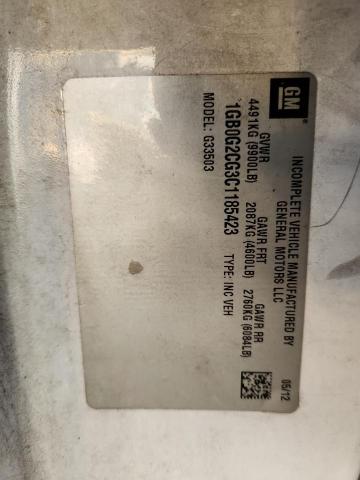 GM
INCOMPLETE VEHICLE MANUFACTURED BY
GENERAL MOTORS LLC
05/12
GVWR GAWR FRT GAWR RR
4491KG (9900LB) 2087KG (4600LB) 2760KG (6084LB)
1GB0G2CG3C1185423 TYPE: INC VEH
MODEL: G33503